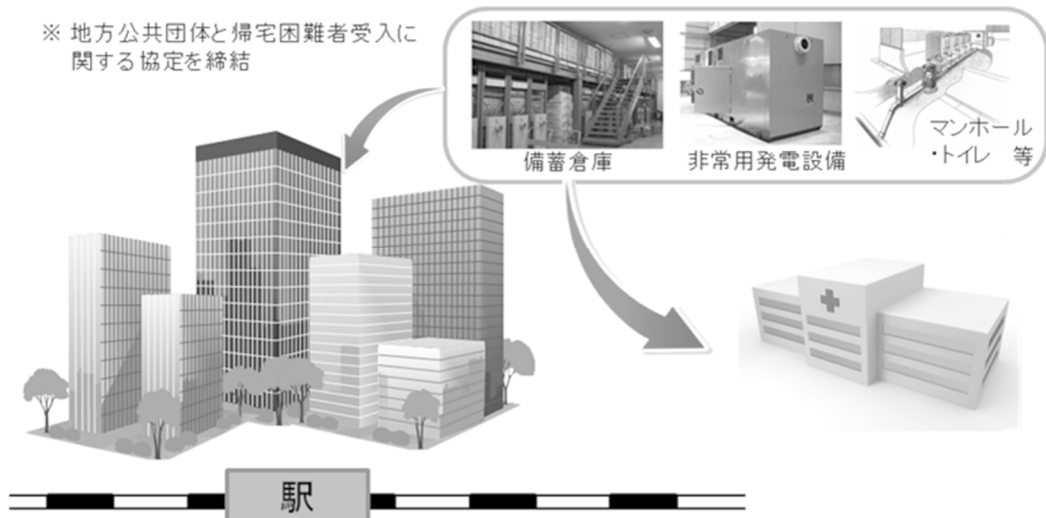 ※ 地方公共団体と帰宅困難者受入に
関する協定を締結
備蓄倉庫
非常用発電設備
マンホール
・トイレ 等
駅